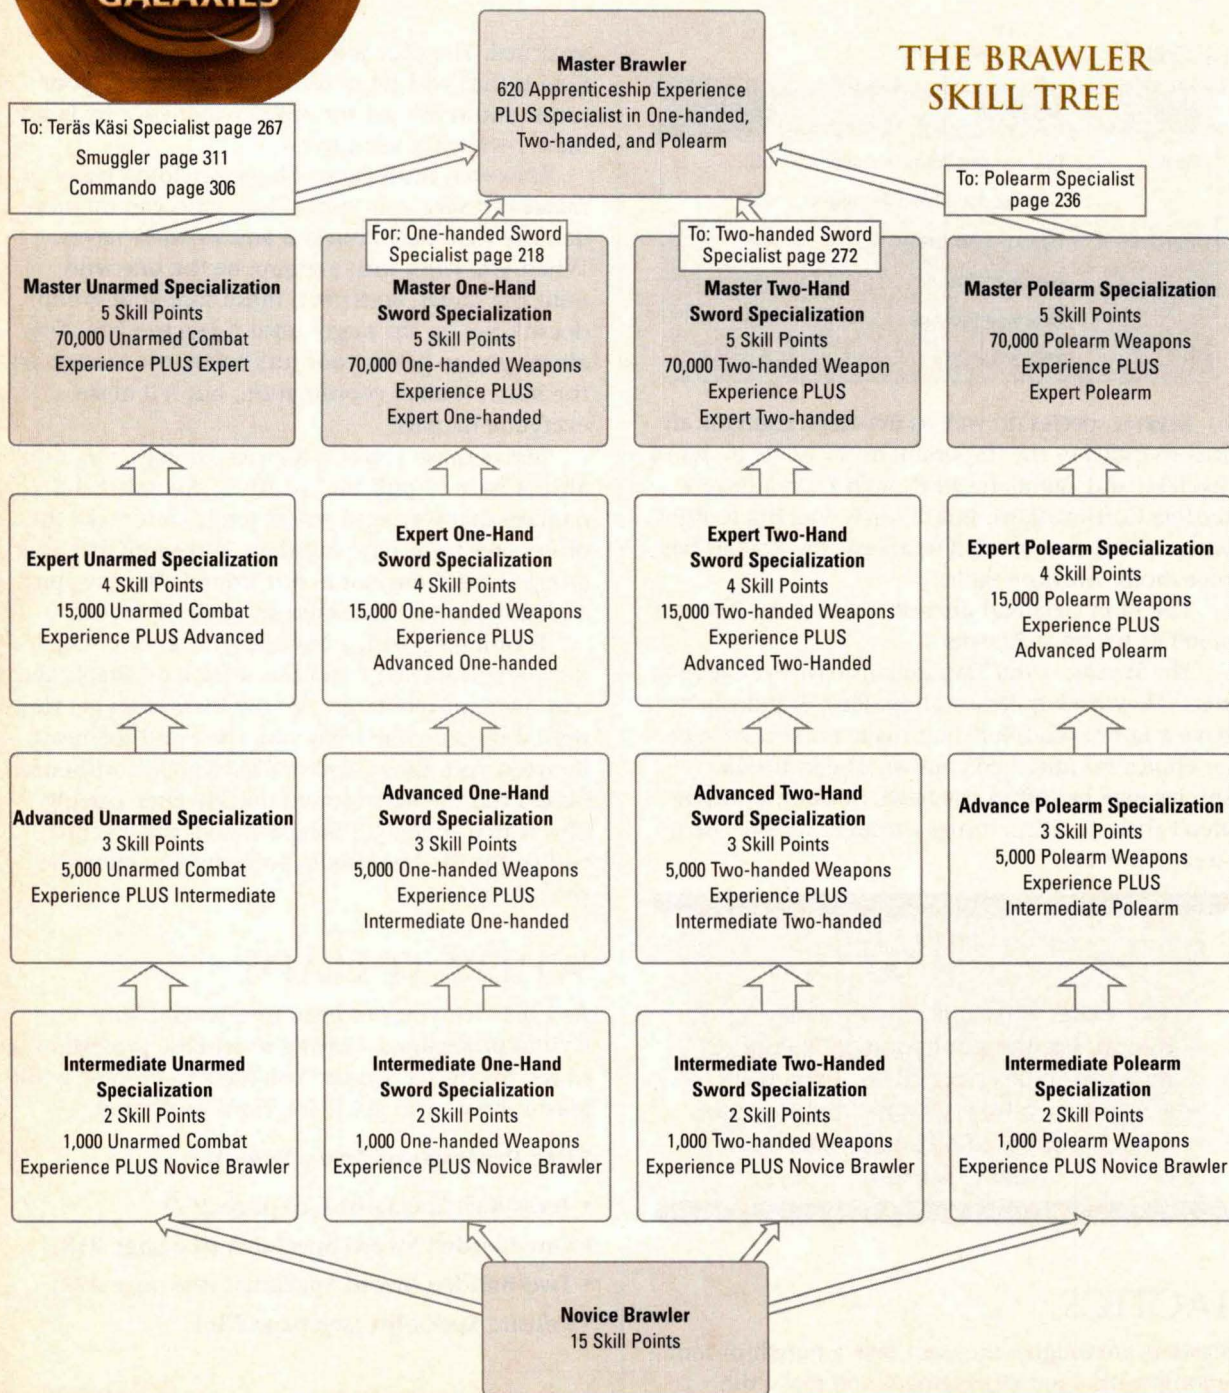 GALAXIES
THE BRAWLER
SKILL TREE
Master Brawler
620 Apprenticeship Experience
PLUS Specialist in One-handed,
Two-handed, and Polearm
To: Teräs Käsi Specialist page 267
Smuggler page 311
Commando page 306
For: One-handed Sword
Specialist page 218
To: Two-handed Sword
Specialist page 272
To: Polearm Specialist
page 236
Master Unarmed Specialization
5 Skill Points
70,000 Unarmed Combat
Experience PLUS Expert
Master One-Hand
Sword Specialization
5 Skill Points
70,000 One-handed Weapons
Experience PLUS
Expert One-handed
Master Two-Hand
Sword Specialization
5 Skill Points
70,000 Two-handed Weapon
Experience PLUS
Expert Two-handed
Master Polearm Specialization
5 Skill Points
70,000 Polearm Weapons
Experience PLUS
Expert Polearm
Expert Unarmed Specialization
4 Skill Points
15,000 Unarmed Combat
Experience PLUS Advanced
Expert One-Hand
Sword Specialization
4 Skill Points
15,000 One-handed Weapons
Experience PLUS
Advanced One-handed
Expert Two-Hand
Sword Specialization
4 Skill Points
15,000 Two-handed Weapons
Experience PLUS
Advanced Two-Handed
Expert Polearm Specialization
4 Skill Points
15,000 Polearm Weapons
Experience PLUS
Advanced Polearm
Advanced Unarmed Specialization
3 Skill Points
5,000 Unarmed Combat
Experience PLUS Intermediate
Advanced One-Hand
Sword Specialization
3 Skill Points
5,000 One-handed Weapons
Experience PLUS
Intermediate One-handed
Advanced Two-Hand
Sword Specialization
3 Skill Points
5,000 Two-handed Weapons
Experience PLUS
Intermediate Two-handed
Advance Polearm Specialization
3 Skill Points
5,000 Polearm Weapons
Experience PLUS
Intermediate Polearm
Intermediate Unarmed
Specialization
2 Skill Points
1,000 Unarmed Combat
Experience PLUS Novice Brawler
Intermediate One-Hand
Sword Specialization
2 Skill Points
1,000 One-handed Weapons
Experience PLUS Novice Brawler
Intermediate Two-Handed
Sword Specialization
2 Skill Points
1,000 Two-handed Weapons
Experience PLUS Novice Brawler
Intermediate Polearm
Specialization
2 Skill Points
1,000 Polearm Weapons
Experience PLUS Novice Brawler
Novice Brawler
15 Skill Points